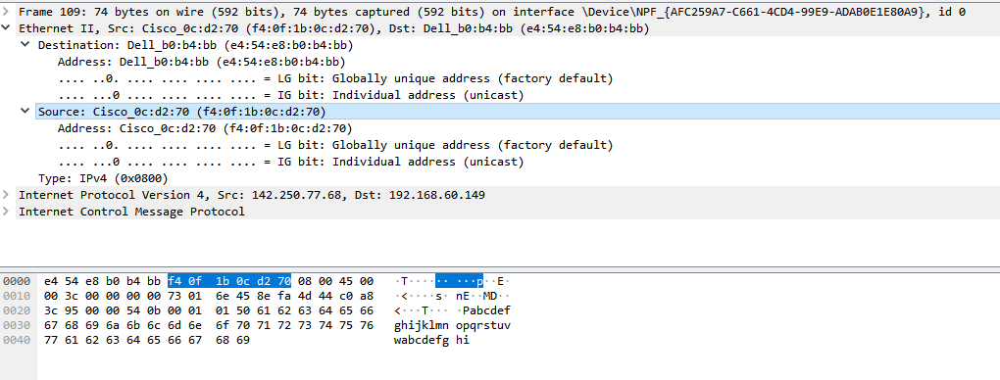 Frame 109: 74 bytes on wire (592 bits), 74 bytes captured (592 bits) on interface \Device\NPF_{AFC259A7-C661-4CD4-99E9-ADAB0E1E80A9}, id 0
Ethernet II, Src: Cisco_0c:d2:70 (f4:0f:1b:0c:d2:70), Dst: Dell_b0:b4:bb (e4:54:e8:b0:b4:bb)
Destination: Dell_b0:b4:bb (e4:54:e8:b0:b4:bb)
Address: Dell_b0:b4:bb (e4:54:e8:b0:b4:bb)
.... ..0. .... .... .... .... = LG bit: Globally unique address (factory default)
.... ...0 .... .... .... .... = IG bit: Individual address (unicast)
Source: Cisco_0c:d2:70 (f4:0f:1b:0c:d2:70)
Address: Cisco_0c:d2:70 (f4:0f:1b:0c:d2:70)
.... ..0. .... .... .... .... = LG bit: Globally unique address (factory default)
.... ...0 .... .... .... .... = IG bit: Individual address (unicast)
Type: IPv4 (0x0800)
Internet Protocol Version 4, Src: 142.250.77.68, Dst: 192.168.60.149
Internet Control Message Protocol
0000 e4 54 e8 b0 b4 bb f4 0f 1b 0c d2 70 08 00 45 00 ·T······ ···p··E·
0010 00 3c 00 00 00 00 73 01 6e 45 8e fa 4d 44 c0 a8 ·<····s· nE··MD··
0020 3c 95 00 00 54 0b 00 01 01 50 61 62 63 64 65 66 <···T··· ·Pabcdef
0030 67 68 69 6a 6b 6c 6d 6e 6f 70 71 72 73 74 75 76 ghijklmn opqrstuv
0040 77 61 62 63 64 65 66 67 68 69 wabcdefg hi